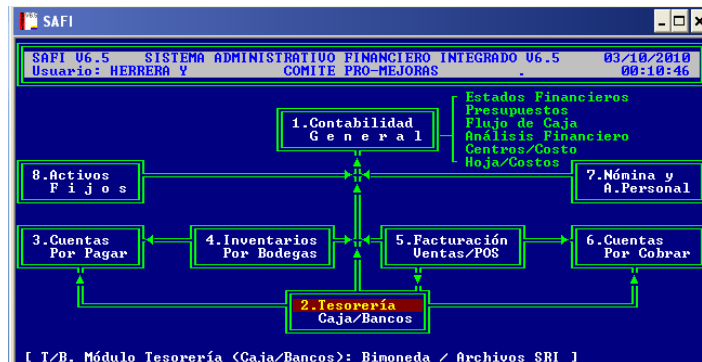 SAFI
SAFI V6.5 SISTEMA ADMINISTRATIVO FINANCIERO INTEGRADO V6.5 03/10/2010
Usuario: HERRERA Y COMITE PRO-MEJORAS . 00:10:46
Estados Financieros
Presupuestos
1.Contabilidad
Flujo de Caja
G e n e r a l
Análisis Financiero
Centros/Costo
Hoja/Costos
8.Activos
F i j o s
7.Nómina y
A.Personal
3.Cuentas
Por Pagar
4.Inventarios
Por Bodegas
5.Facturación
Ventas/POS
6.Cuentas
Por Cobrar
2.Tesorería
Caja/Bancos
[ T/B. Módulo Tesorería (Caja/Bancos): Bimoneda / Archivos SRI ]